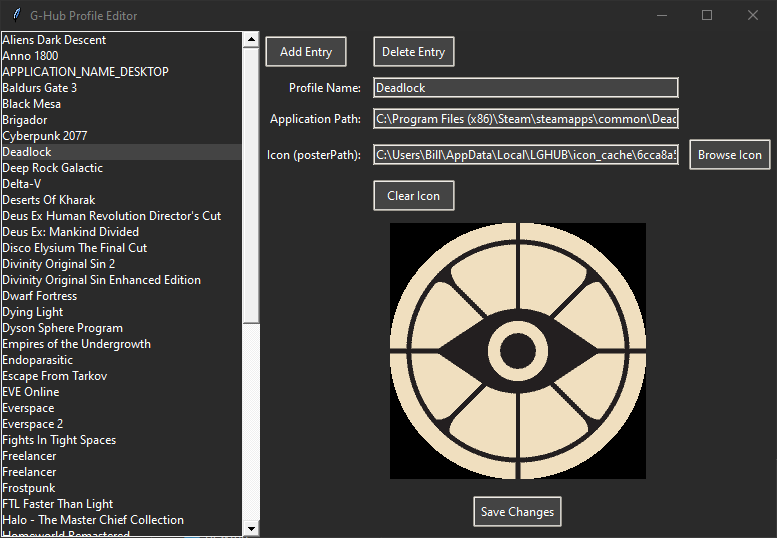 G-Hub Profile Editor
Aliens Dark Descent
Anno 1800
APPLICATION_NAME_DESKTOP
Baldurs Gate 3
Black Mesa
Brigador
Cyberpunk 2077
Deadlock
Deep Rock Galactic
Delta-V
Deserts Of Kharak
Deus Ex Human Revolution Director's Cut
Deus Ex: Mankind Divided
Disco Elysium The Final Cut
Divinity Original Sin 2
Divinity Original Sin Enhanced Edition
Dwarf Fortress
Dying Light
Dyson Sphere Program
Empires of the Undergrowth
Endoparasitic
Escape From Tarkov
EVE Online
Everspace
Everspace 2
Fights In Tight Spaces
Freelancer
Freelancer
Frostpunk
FTL Faster Than Light
Halo - The Master Chief Collection
Homeworld Remastered
Add Entry Delete Entry
Profile Name: Deadlock
Application Path: C:\Program Files (x86)\Steam\steamapps\common\Deac
Icon (posterPath): C:\Users\Bill\AppData\Local\LGHUB\icon_cache\6cca8a5 Browse Icon
Clear Icon
Save Changes